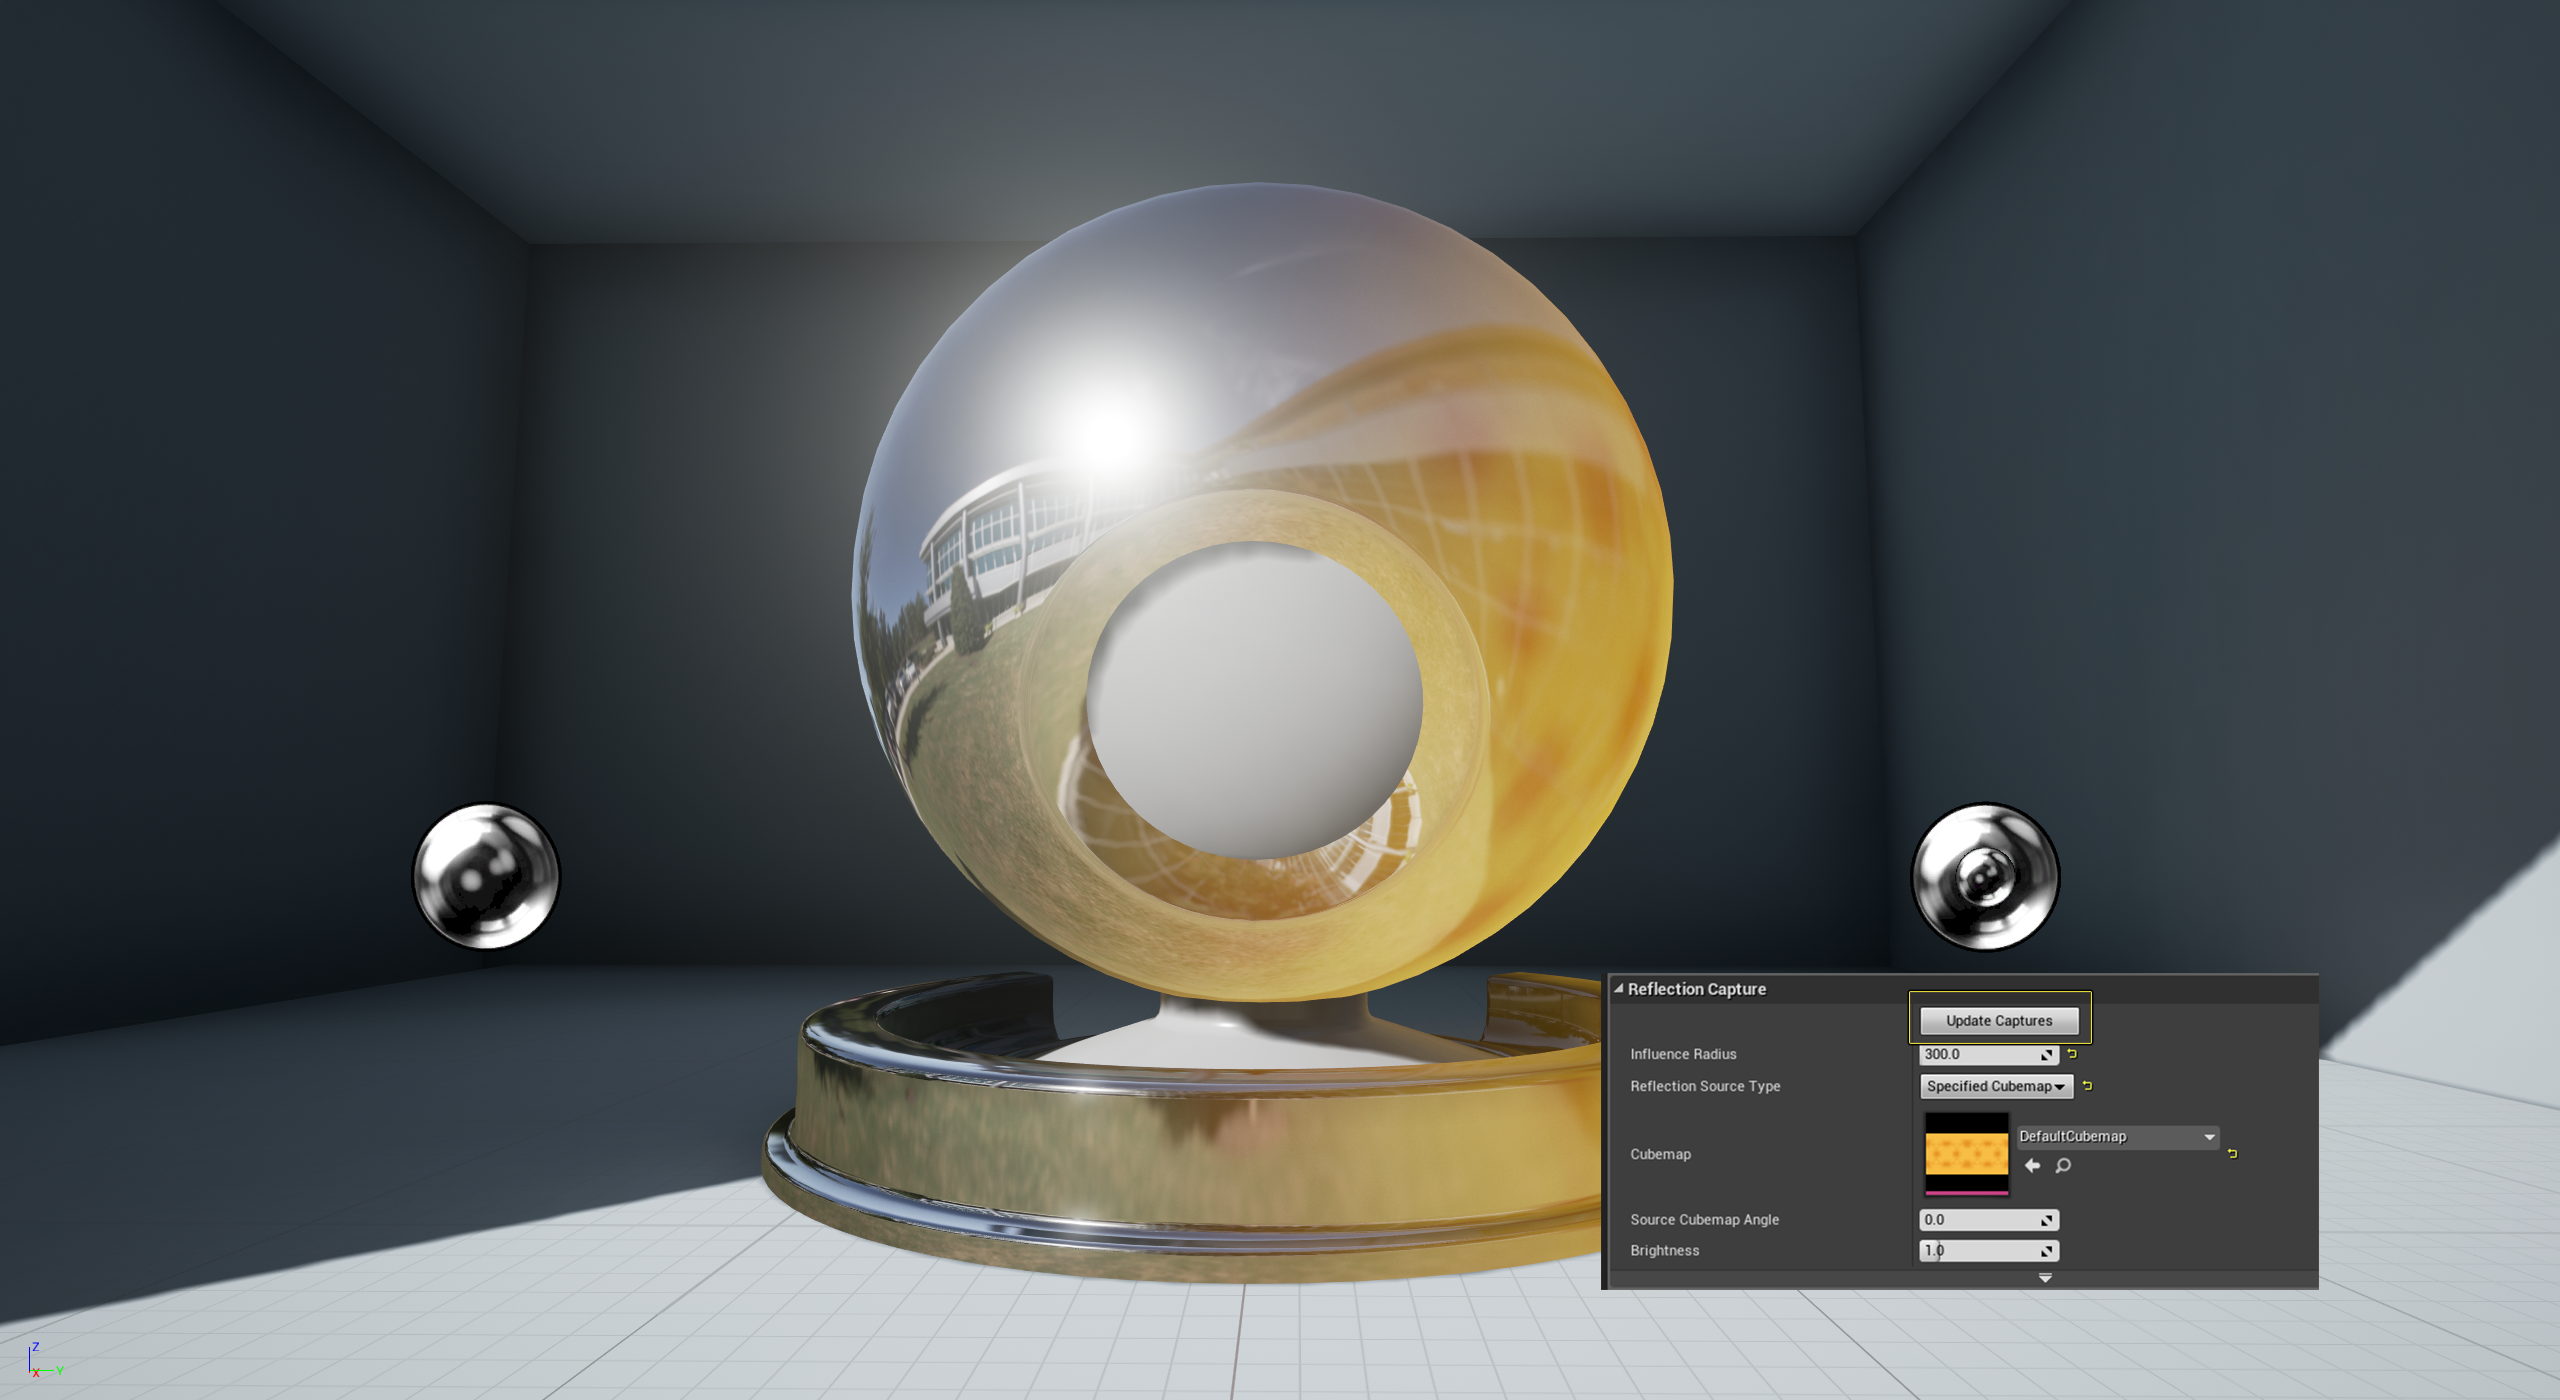 Reflection Capture
Update Captures
Influence Radius 300.0
Reflection Source Type Specified Cubemap
Cubemap DefaultCubemap
Source Cubemap Angle 0.0
Brightness 1.0
Z
X Y